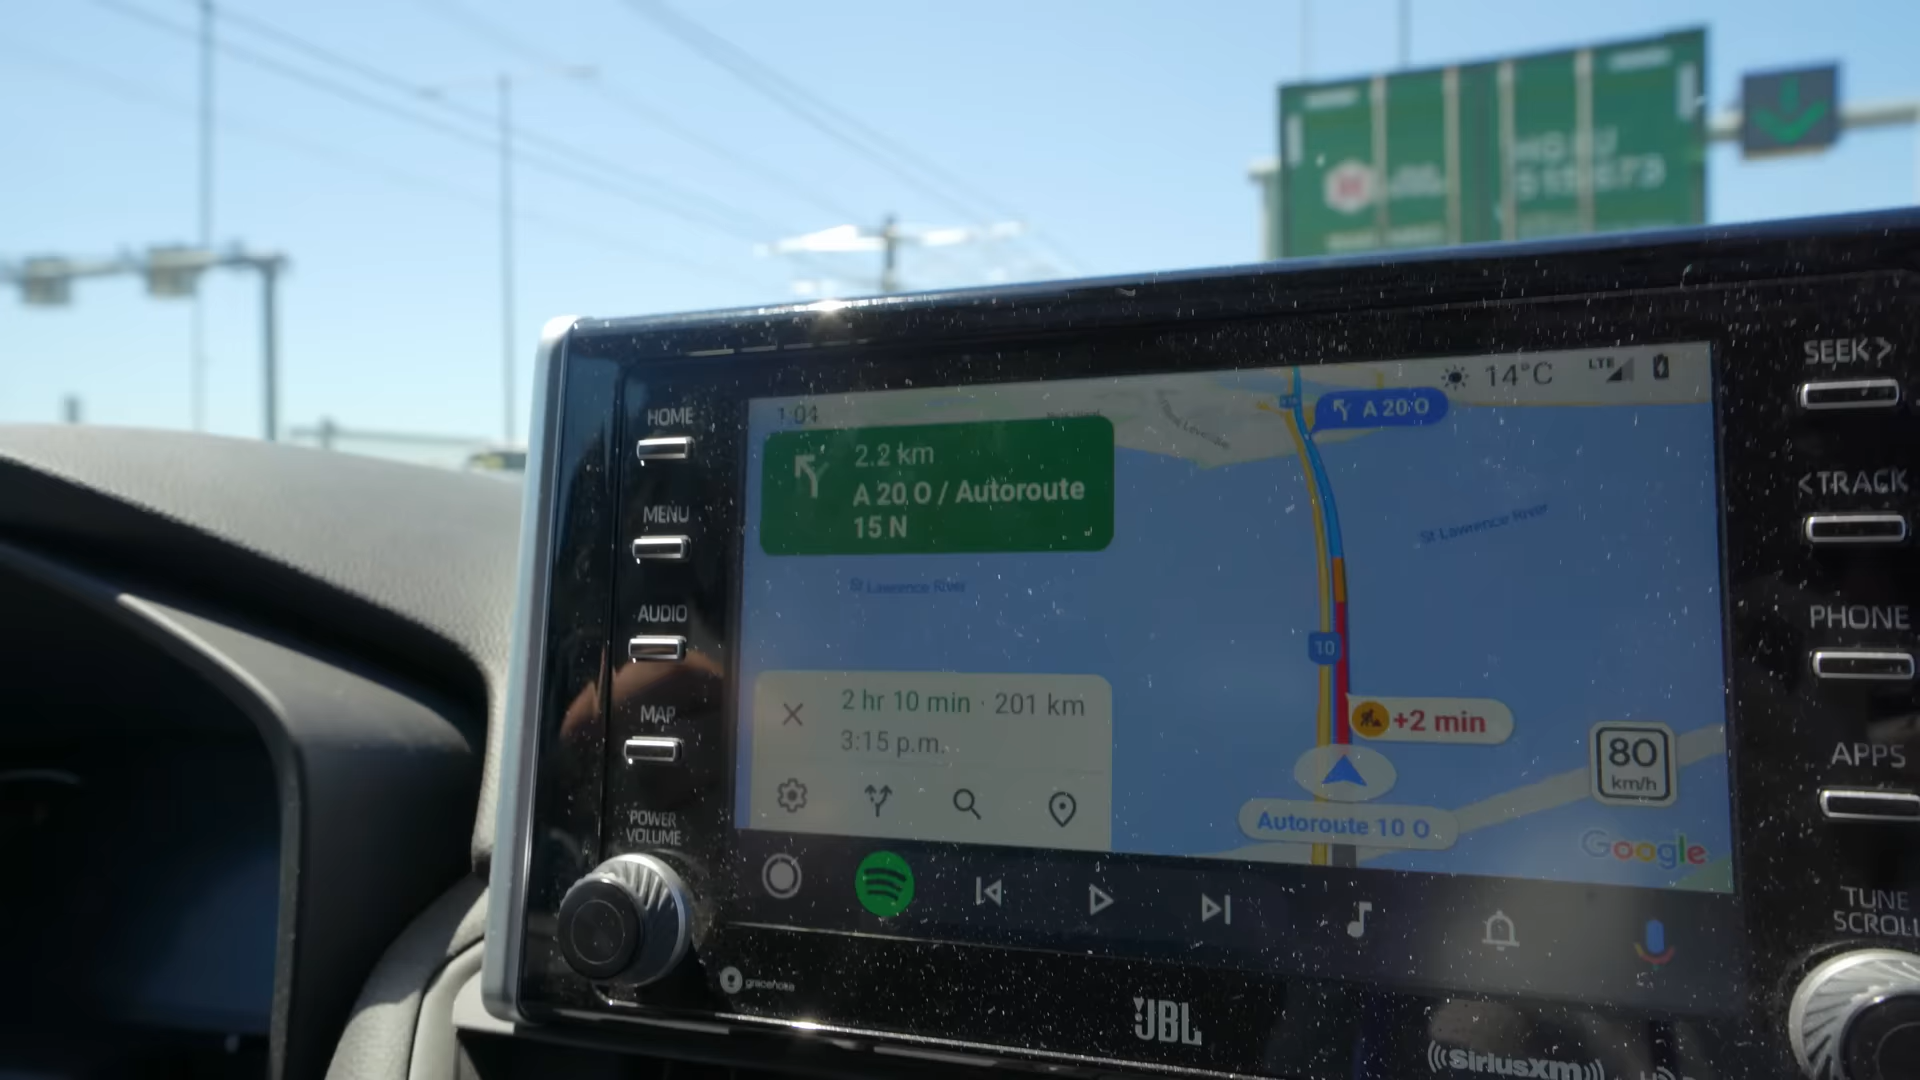 SEEK >
HOME
MENU
AUDIO
MAP
POWER
VOLUME
1:04
14°C
LTE
A 20 O
2.2 km
A 20 O / Autoroute
15 N
St Lawrence River
St Lawrence River
10
+2 min
2 hr 10 min · 201 km
3:15 p.m.
80
km/h
Autoroute 10 O
Google
< TRACK
PHONE
APPS
TUNE
SCROLL
gracenote
JBL
((SiriusXM))